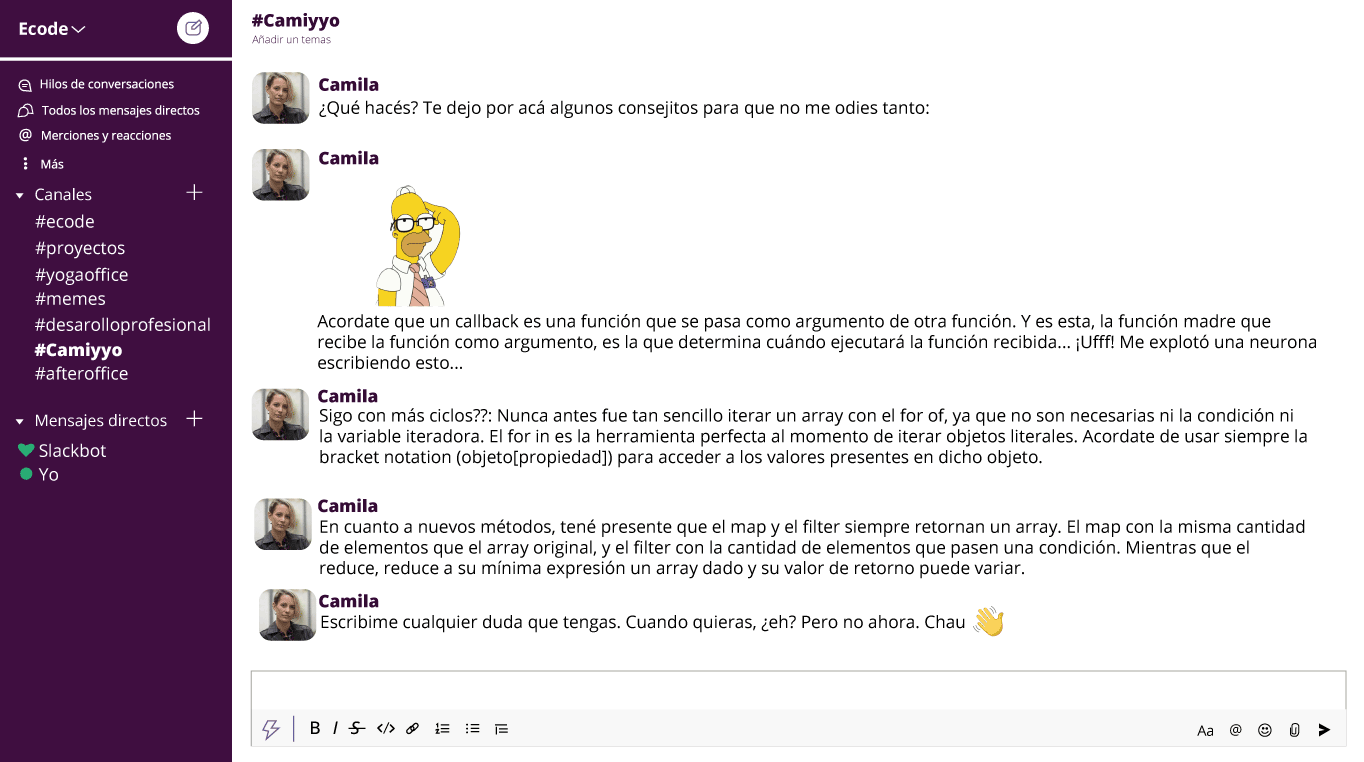 Ecode
Hilos de conversaciones
Todos los mensajes directos
@ Merciones y reacciones
Más
Canales
#ecode
#proyectos
#yogaoffice
#memes
#desarolloprofesional
#Camiyyo
#afteroffice
Mensajes directos
Slackbot
Yo
#Camiyyo
Añadir un temas
Camila
¿Qué hacés? Te dejo por acá algunos consejitos para que no me odies tanto:
Camila
Acordate que un callback es una función que se pasa como argumento de otra función. Y es esta, la función madre que
recibe la función como argumento, es la que determina cuándo ejecutará la función recibida... ¡Ufff! Me explotó una neurona
escribiendo esto...
Camila
Sigo con más ciclos??: Nunca antes fue tan sencillo iterar un array con el for of, ya que no son necesarias ni la condición ni
la variable iteradora. El for in es la herramienta perfecta al momento de iterar objetos literales. Acordate de usar siempre la
bracket notation (objeto[propiedad]) para acceder a los valores presentes en dicho objeto.
Camila
En cuanto a nuevos métodos, tené presente que el map y el filter siempre retornan un array. El map con la misma cantidad
de elementos que el array original, y el filter con la cantidad de elementos que pasen una condición. Mientras que el
reduce, reduce a su mínima expresión un array dado y su valor de retorno puede variar.
Camila
Escribime cualquier duda que tengas. Cuando quieras, ¿eh? Pero no ahora. Chau 👋
B I S </> Aa @